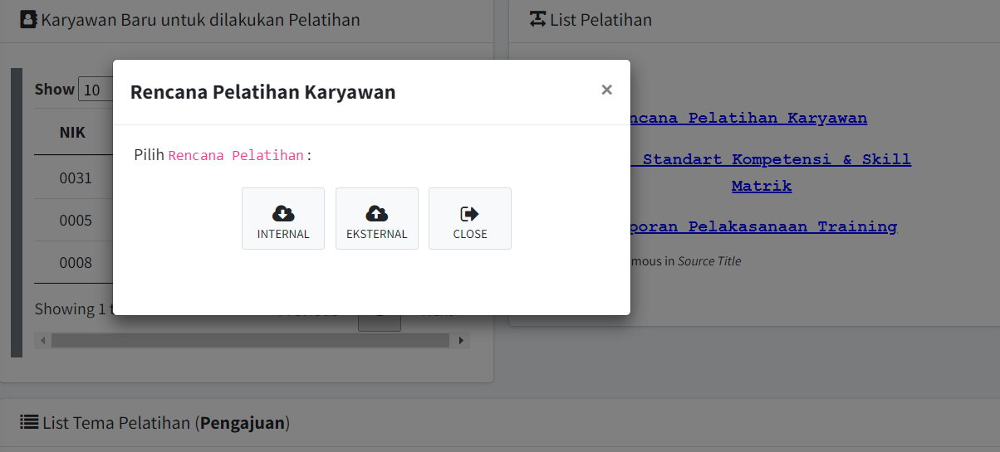 Karyawan Baru untuk dilakukan Pelatihan
List Pelatihan
Show 10
NIK
0031
0005
0008
Showing 1
Rencana Pelatihan Karyawan
×
Pilih Rencana Pelatihan :
INTERNAL
EKSTERNAL
CLOSE
ncana Pelatihan Karyawan
Standart Kompetensi & Skill
Matrik
poran Pelakasanaan Training
mous in Source Title
List Tema Pelatihan (Pengajuan)